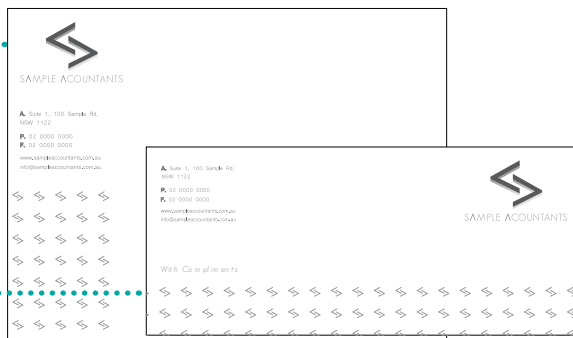 SAMPLE ACOUNTANTS
A. Suite 1, 100 Sample Rd,
NSW 1122
P. 02 0000 0000
F. 02 0000 0000
www.sampleaccountants.com.au
info@sampleaccountants.com.au
A. Suite 1, 100 Sample Rd,
NSW 1122
P. 02 0000 0000
F. 02 0000 0000
www.sampleaccountants.com.au
info@sampleaccountants.com.au
SAMPLE ACOUNTANTS
With Compliments